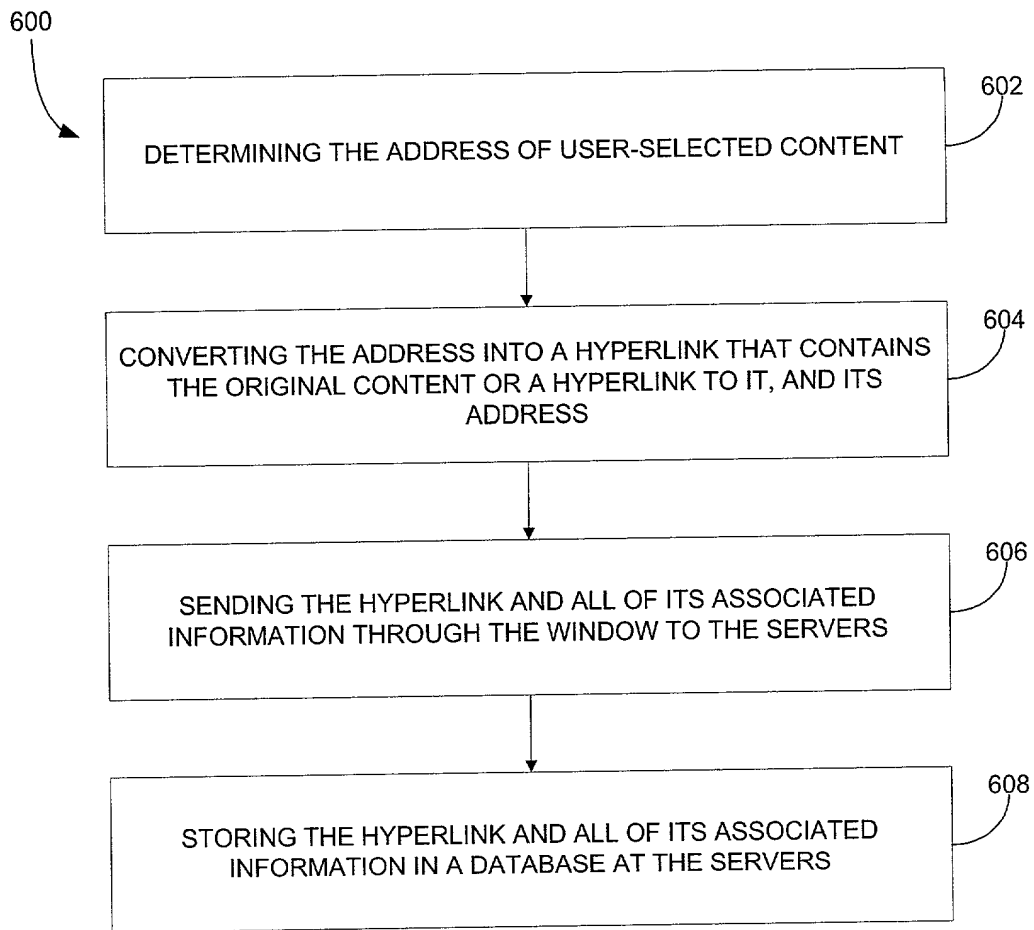 600
602
DETERMINING THE ADDRESS OF USER-SELECTED CONTENT
604
CONVERTING THE ADDRESS INTO A HYPERLINK THAT CONTAINS
THE ORIGINAL CONTENT OR A HYPERLINK TO IT, AND ITS
ADDRESS
606
SENDING THE HYPERLINK AND ALL OF ITS ASSOCIATED
INFORMATION THROUGH THE WINDOW TO THE SERVERS
608
STORING THE HYPERLINK AND ALL OF ITS ASSOCIATED
INFORMATION IN A DATABASE AT THE SERVERS